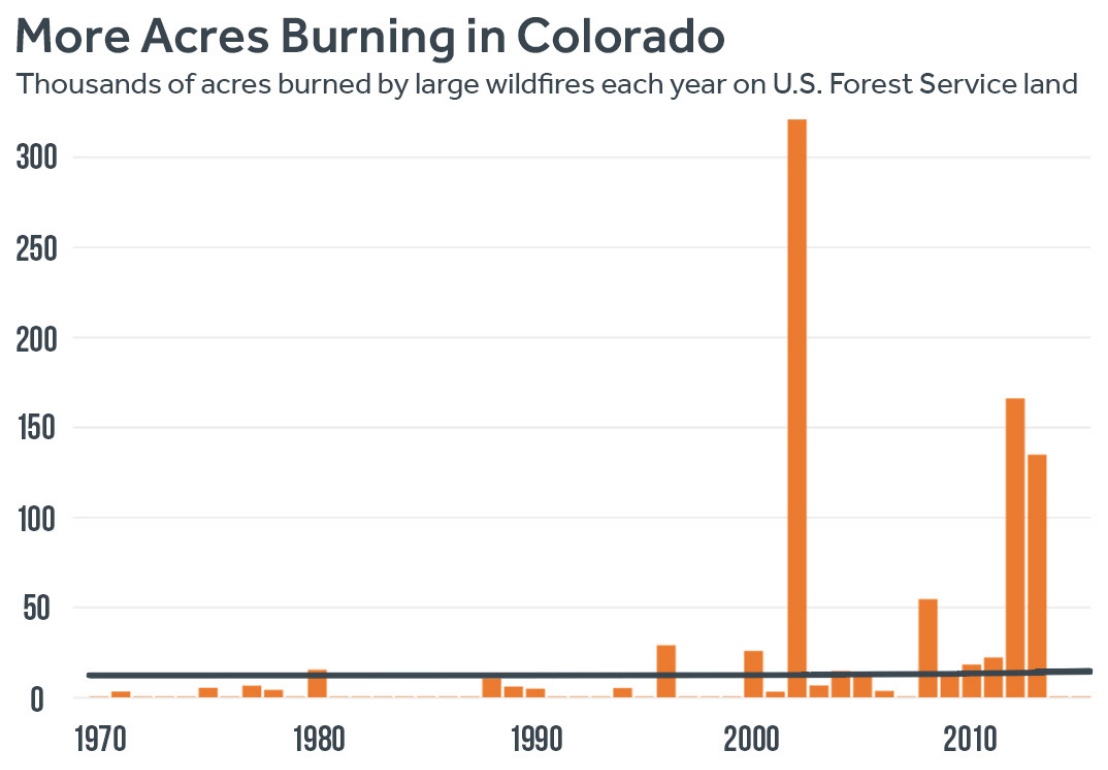 More Acres Burning in Colorado
Thousands of acres burned by large wildfires each year on U.S. Forest Service land
300
250
200
150
100
50
0
1970 1980 1990 2000 2010